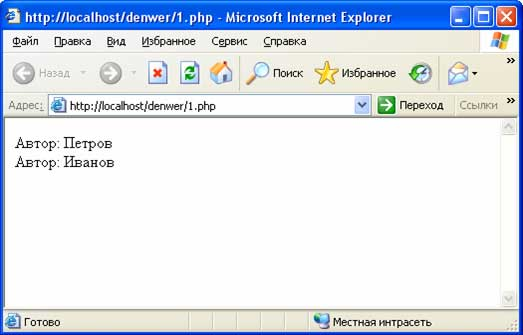 http://localhost/denwer/1.php - Microsoft Internet Explorer
Файл Правка Вид Избранное Сервис Справка »
Назад Поиск Избранное »
Адрес: http://localhost/denwer/1.php Переход Ссылки »
Автор: Петров
Автор: Иванов
Готово Местная интрасеть